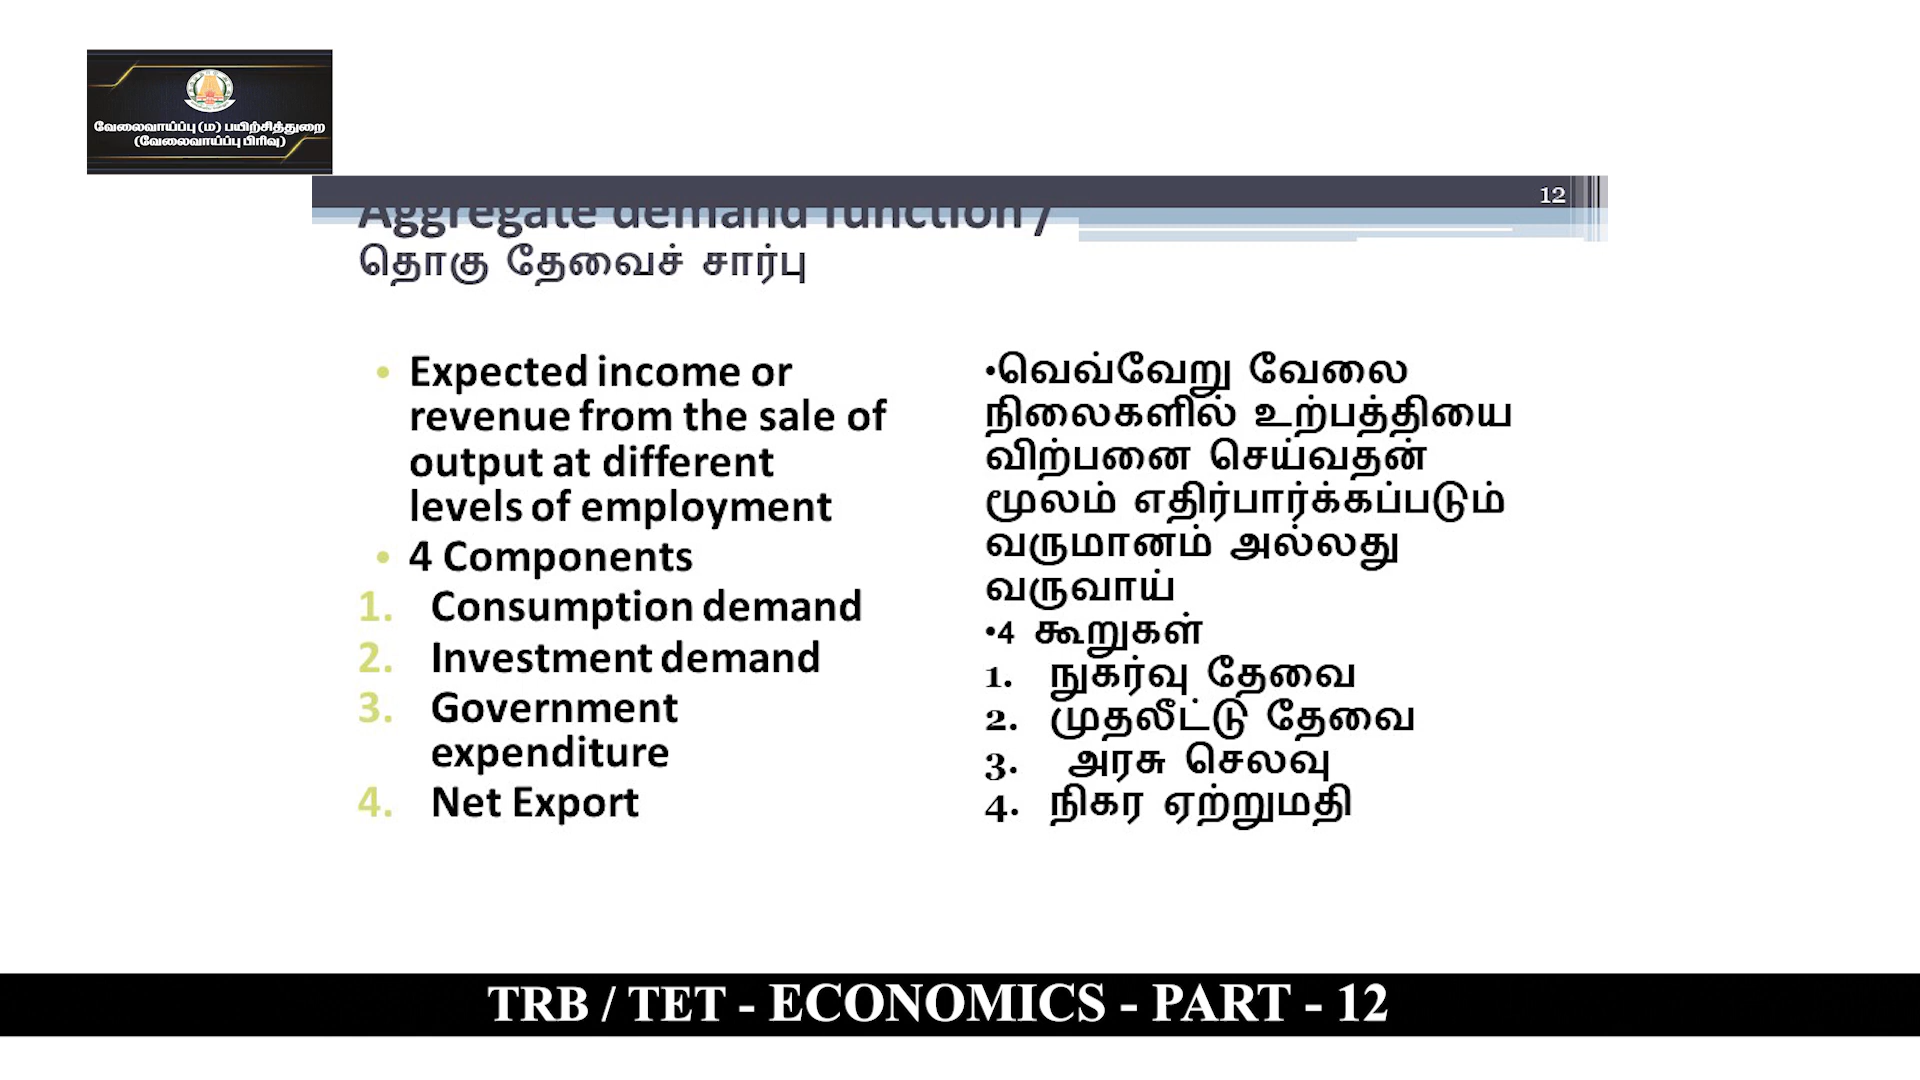 வேலைவாய்ப்பு (ம) பயிற்சித்துறை
(வேலைவாய்ப்பு பிரிவு)
12
Aggregate demand function /
தொகு தேவைச் சார்பு
• Expected income or
revenue from the sale of
output at different
levels of employment
• 4 Components
1. Consumption demand
2. Investment demand
3. Government
expenditure
4. Net Export
•வெவ்வேறு வேலை
நிலைகளில் உற்பத்தியை
விற்பனை செய்வதன்
மூலம் எதிர்பார்க்கப்படும்
வருமானம் அல்லது
வருவாய்
•4 கூறுகள்
1. நுகர்வு தேவை
2. முதலீட்டு தேவை
3. அரசு செலவு
4. நிகர ஏற்றுமதி
TRB / TET - ECONOMICS - PART - 12